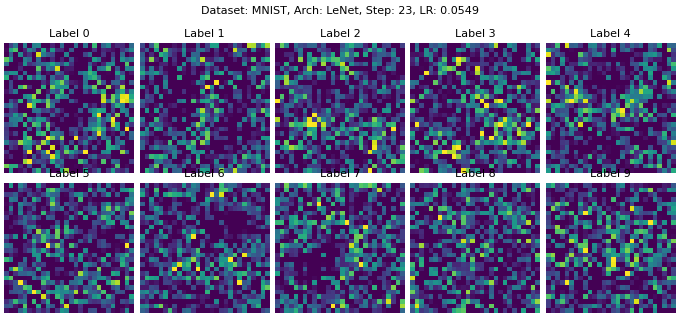 Dataset: MNIST, Arch: LeNet, Step: 23, LR: 0.0549
Label 0 Label 1 Label 2 Label 3 Label 4
Label 5 Label 6 Label 7 Label 8 Label 9